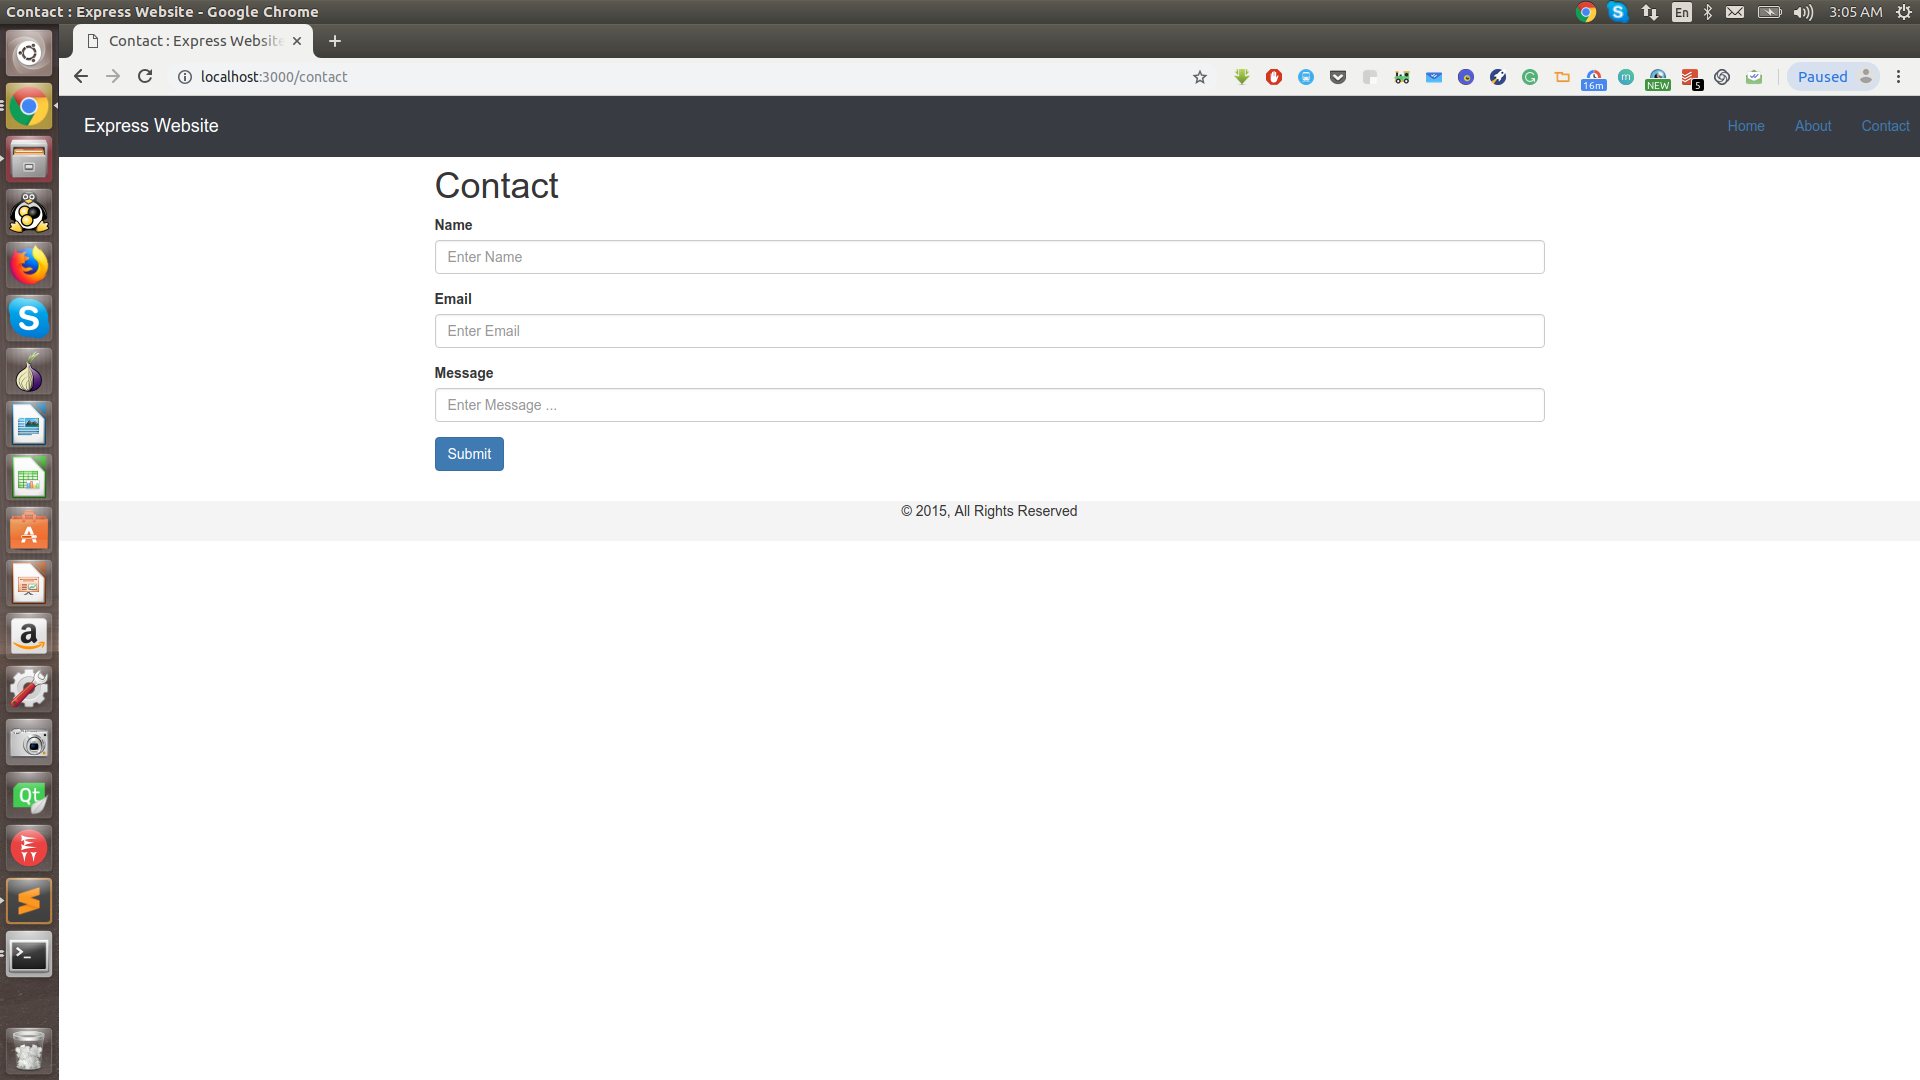 Contact : Express Website - Google Chrome
En
3:05 AM
Contact : Express Website
localhost:3000/contact
16m
NEW
5
Paused
Express Website
Home
About
Contact
Contact
Name
Enter Name
Email
Enter Email
Message
Enter Message ...
Submit
© 2015, All Rights Reserved